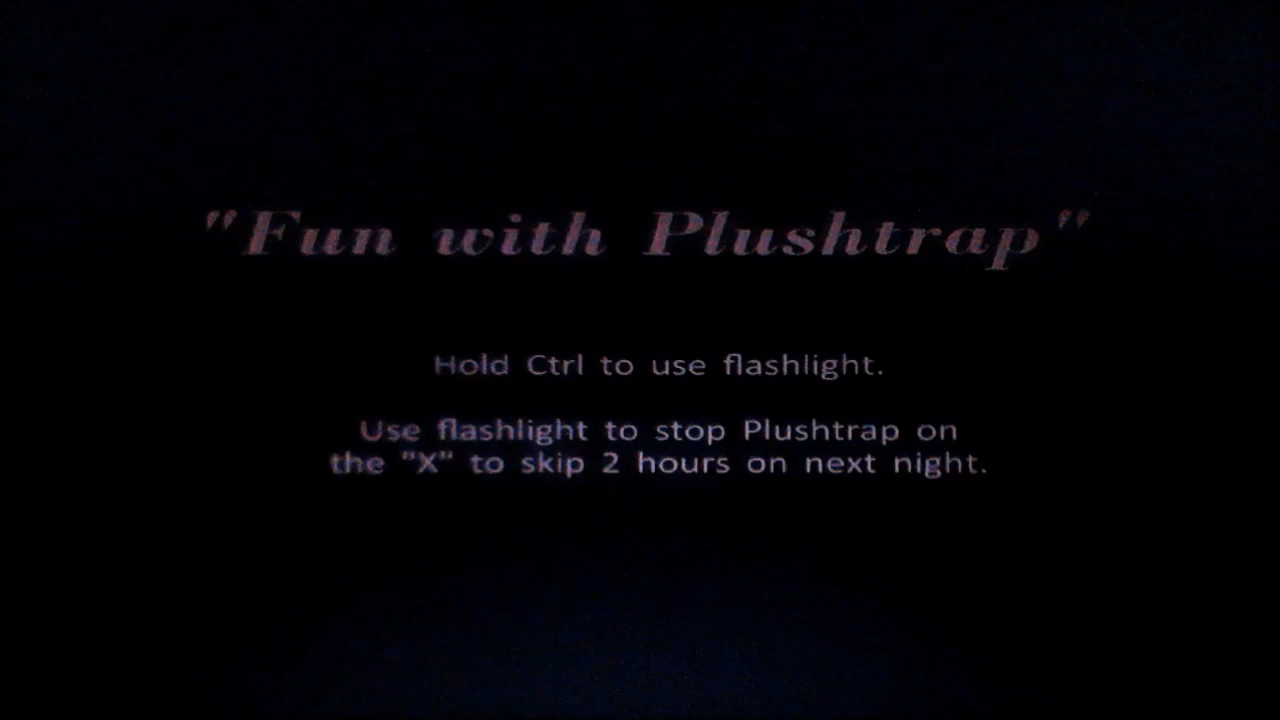 "Fun with Plushtrap"
Hold Ctrl to use flashlight.
Use flashlight to stop Plushtrap on
the "X" to skip 2 hours on next night.